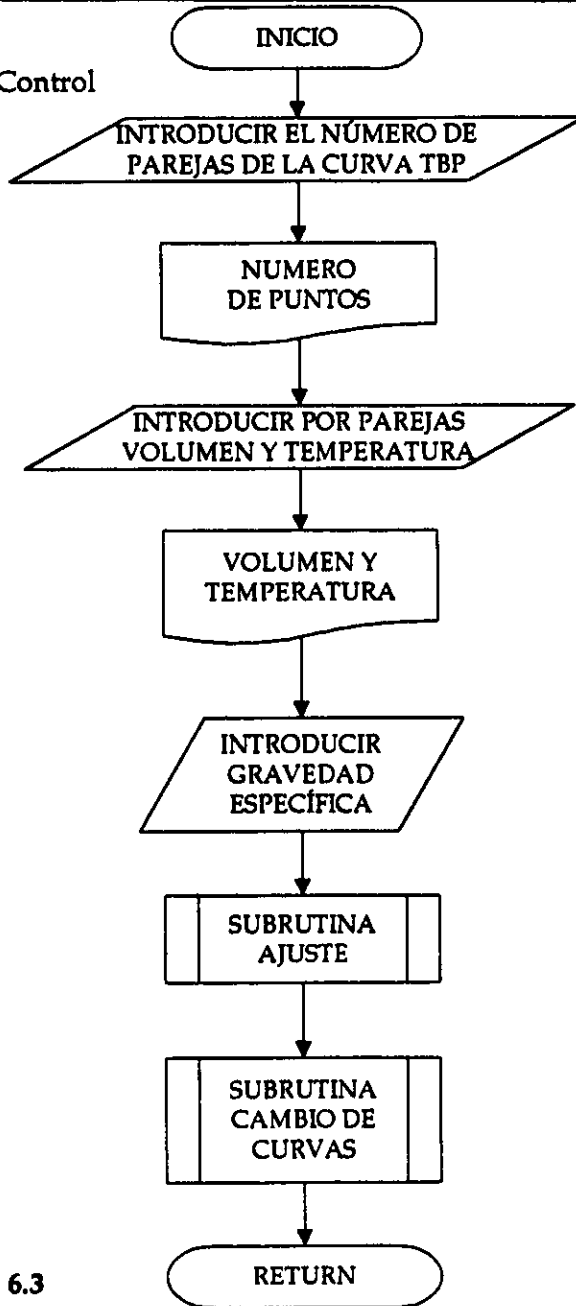 INICIO
Control
INTRODUCIR EL NÚMERO DE
PAREJAS DE LA CURVA TBP
NUMERO
DE PUNTOS
INTRODUCIR POR PAREJAS
VOLUMEN Y TEMPERATURA
VOLUMEN Y
TEMPERATURA
INTRODUCIR
GRAVEDAD
ESPECÍFICA
SUBRUTINA
AJUSTE
SUBRUTINA
CAMBIO DE
CURVAS
RETURN
6.3